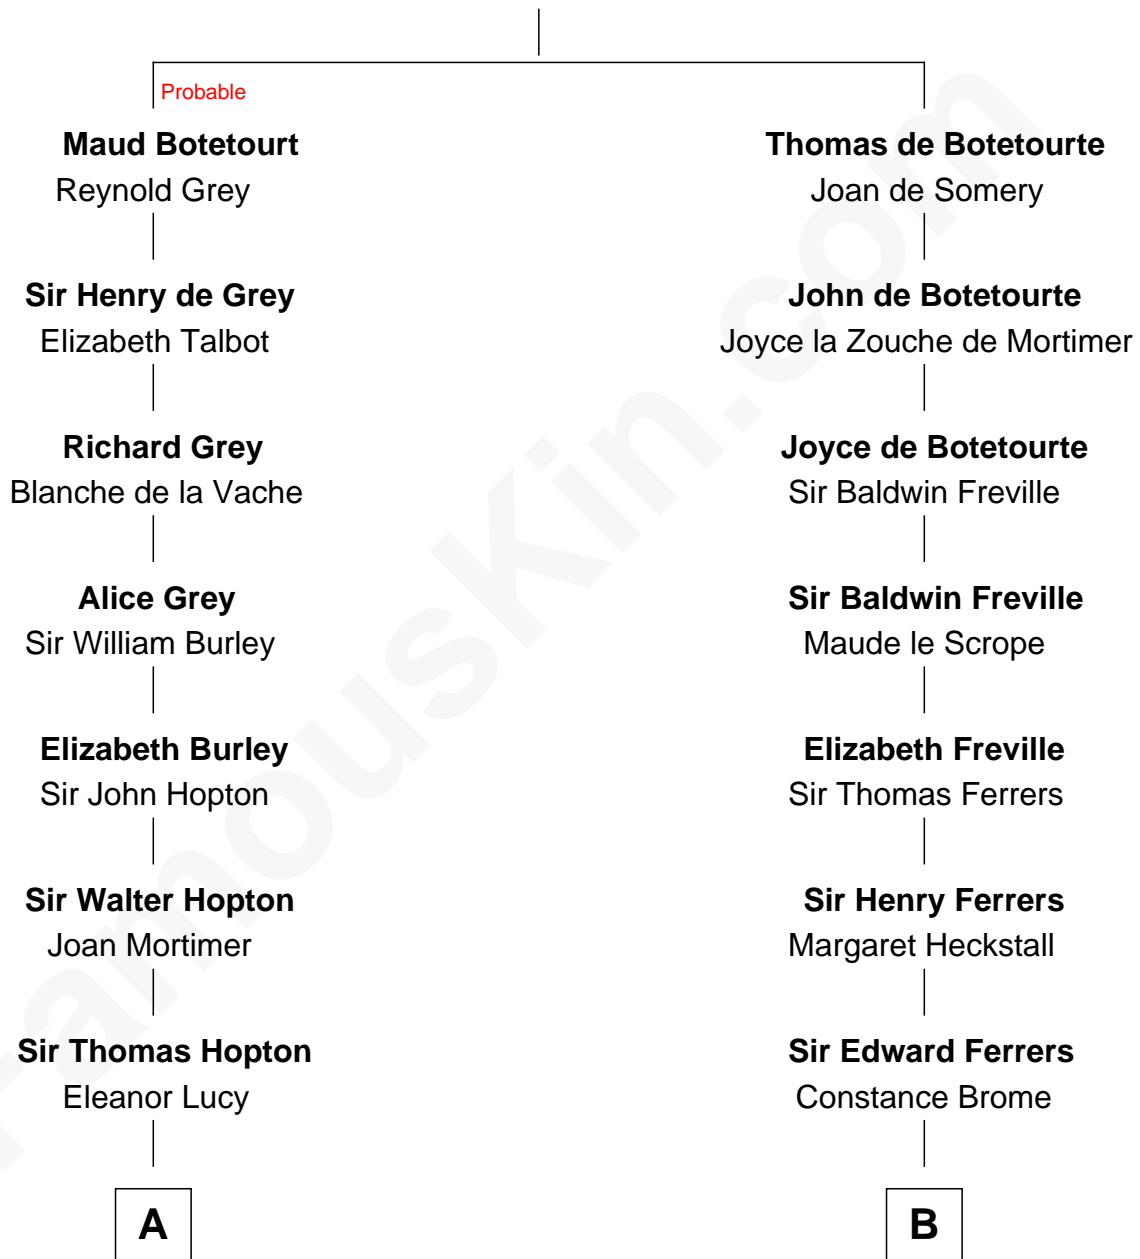 Probable
Maud Botetourt
Reynold Grey
Sir Henry de Grey
Elizabeth Talbot
Richard Grey
Blanche de la Vache
Alice Grey
Sir William Burley
Elizabeth Burley
Sir John Hopton
Sir Walter Hopton
Joan Mortimer
Sir Thomas Hopton
Eleanor Lucy
A
Thomas de Botetourte
Joan de Somery
John de Botetourte
Joyce la Zouche de Mortimer
Joyce de Botetourte
Sir Baldwin Freville
Sir Baldwin Freville
Maude le Scrope
Elizabeth Freville
Sir Thomas Ferrers
Sir Henry Ferrers
Margaret Heckstall
Sir Edward Ferrers
Constance Brome
B
FamousKin.com